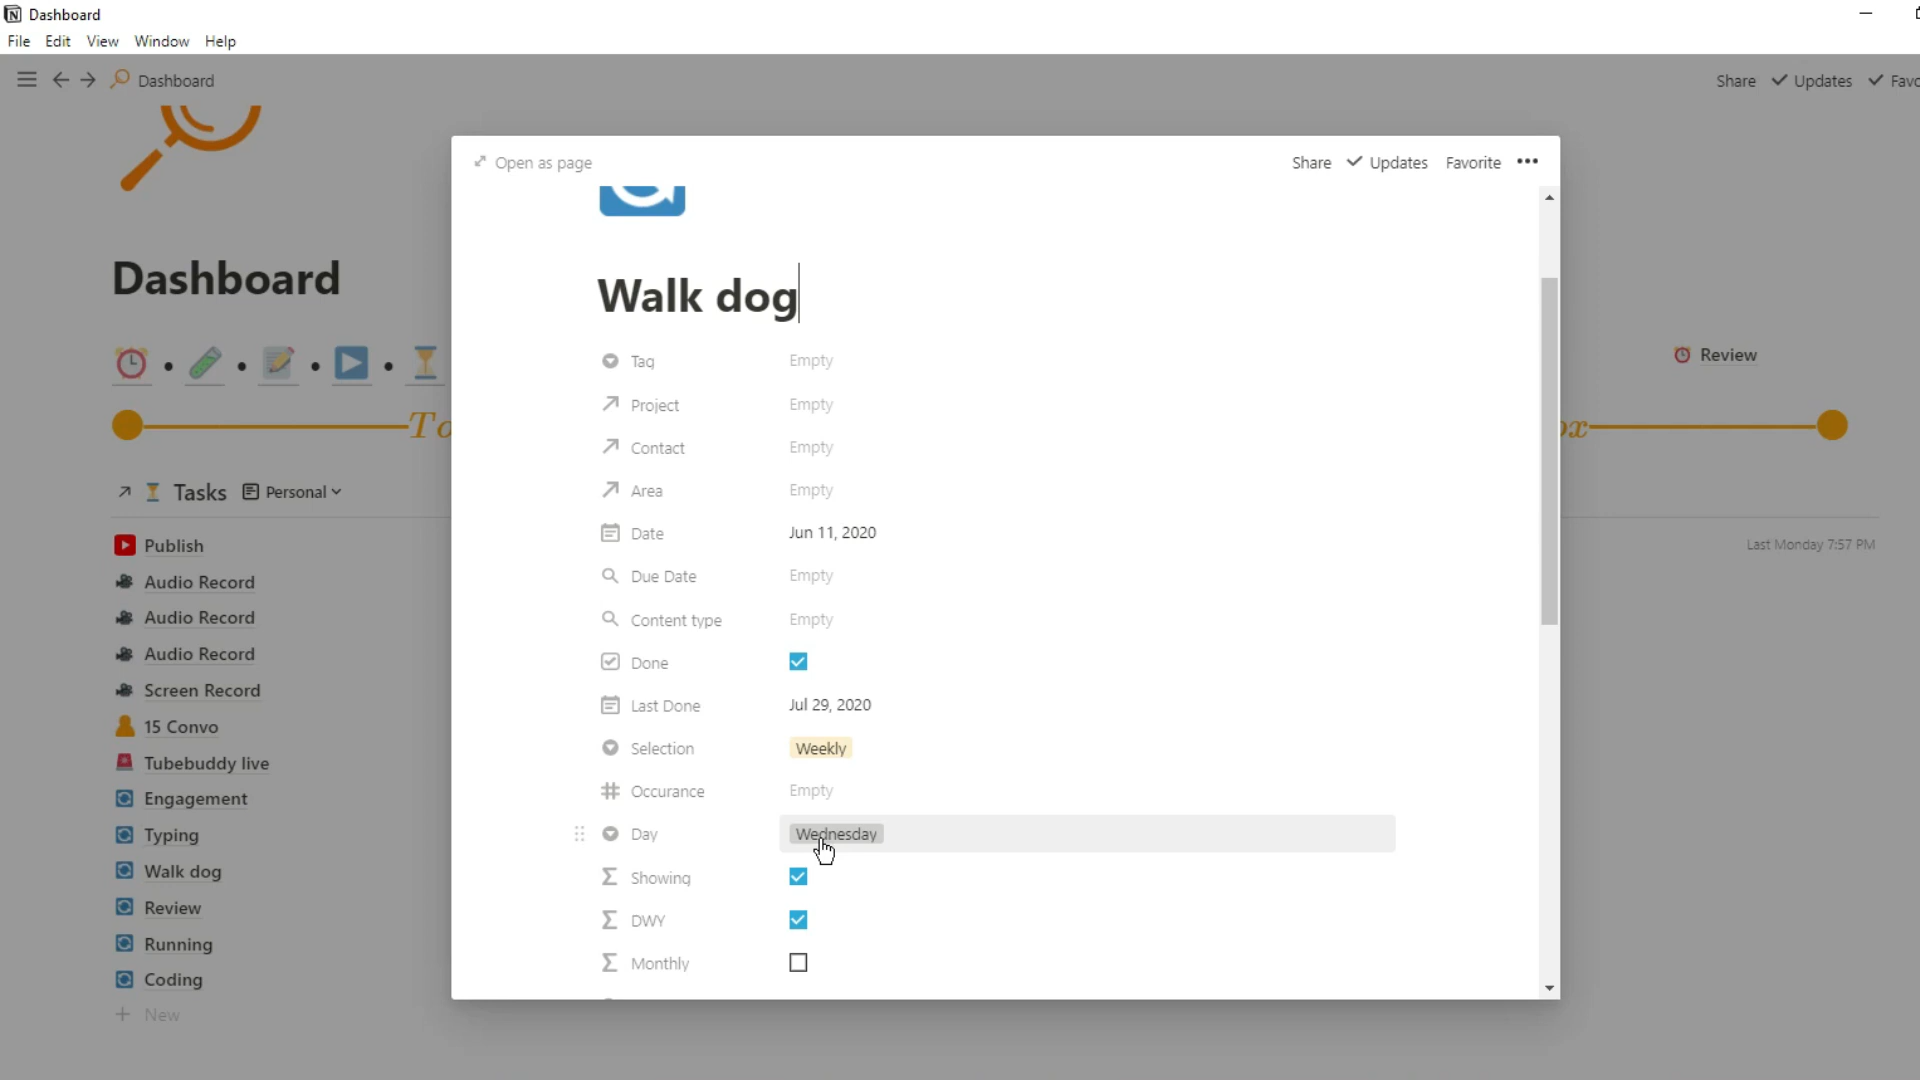 Dashboard
File Edit View Window Help
Dashboard
Share Updates
Open as page
Share Updates Favorite
Dashboard
Walk dog
Tag Empty
Project Empty
Contact Empty
Area Empty
Date Jun 11, 2020
Due Date Empty
Content type Empty
Done
Last Done Jul 29, 2020
Selection Weekly
Occurance Empty
Day Wednesday
Showing
DWY
Monthly
Review
Tasks Personal
Last Monday 7:57 PM
Publish
Audio Record
Audio Record
Audio Record
Screen Record
15 Convo
Tubebuddy live
Engagement
Typing
Walk dog
Review
Running
Coding
+ New